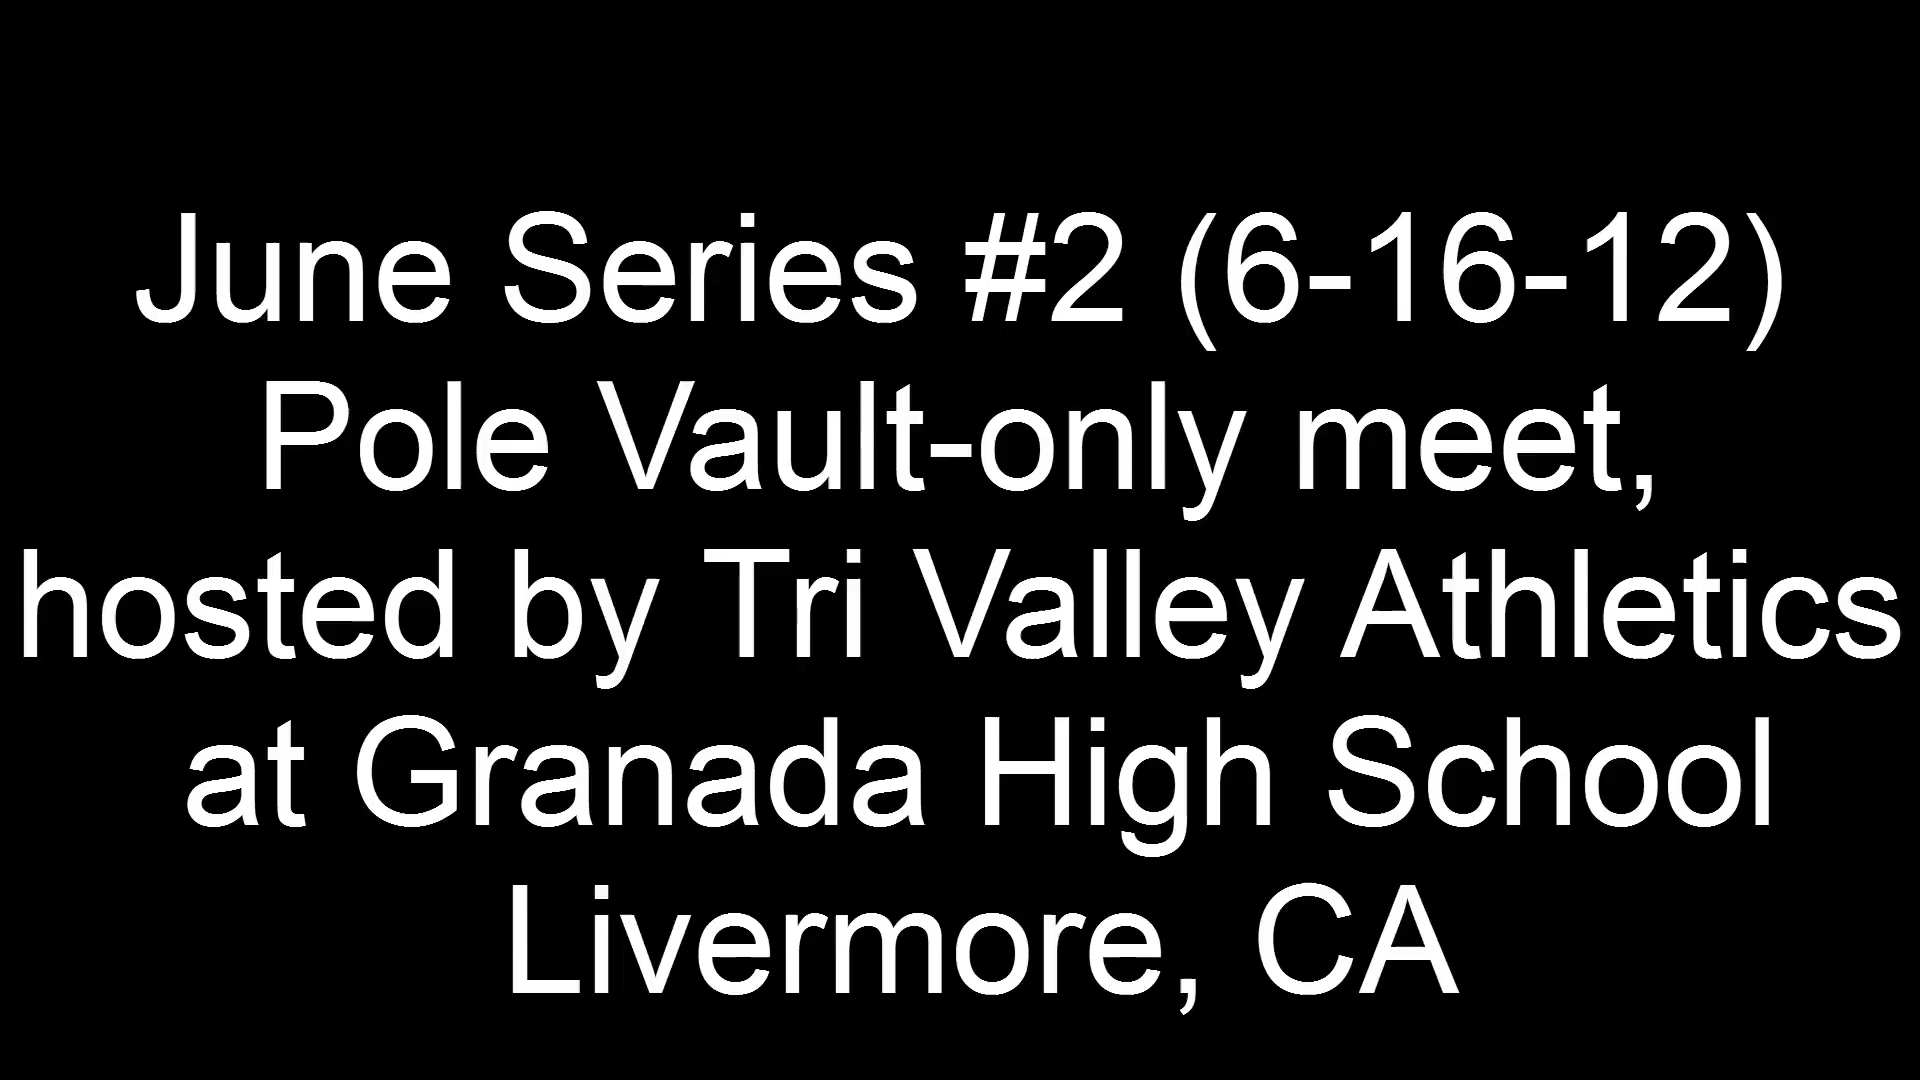 June Series #2 (6-16-12)
Pole Vault-only meet,
hosted by Tri Valley Athletics
at Granada High School
Livermore, CA